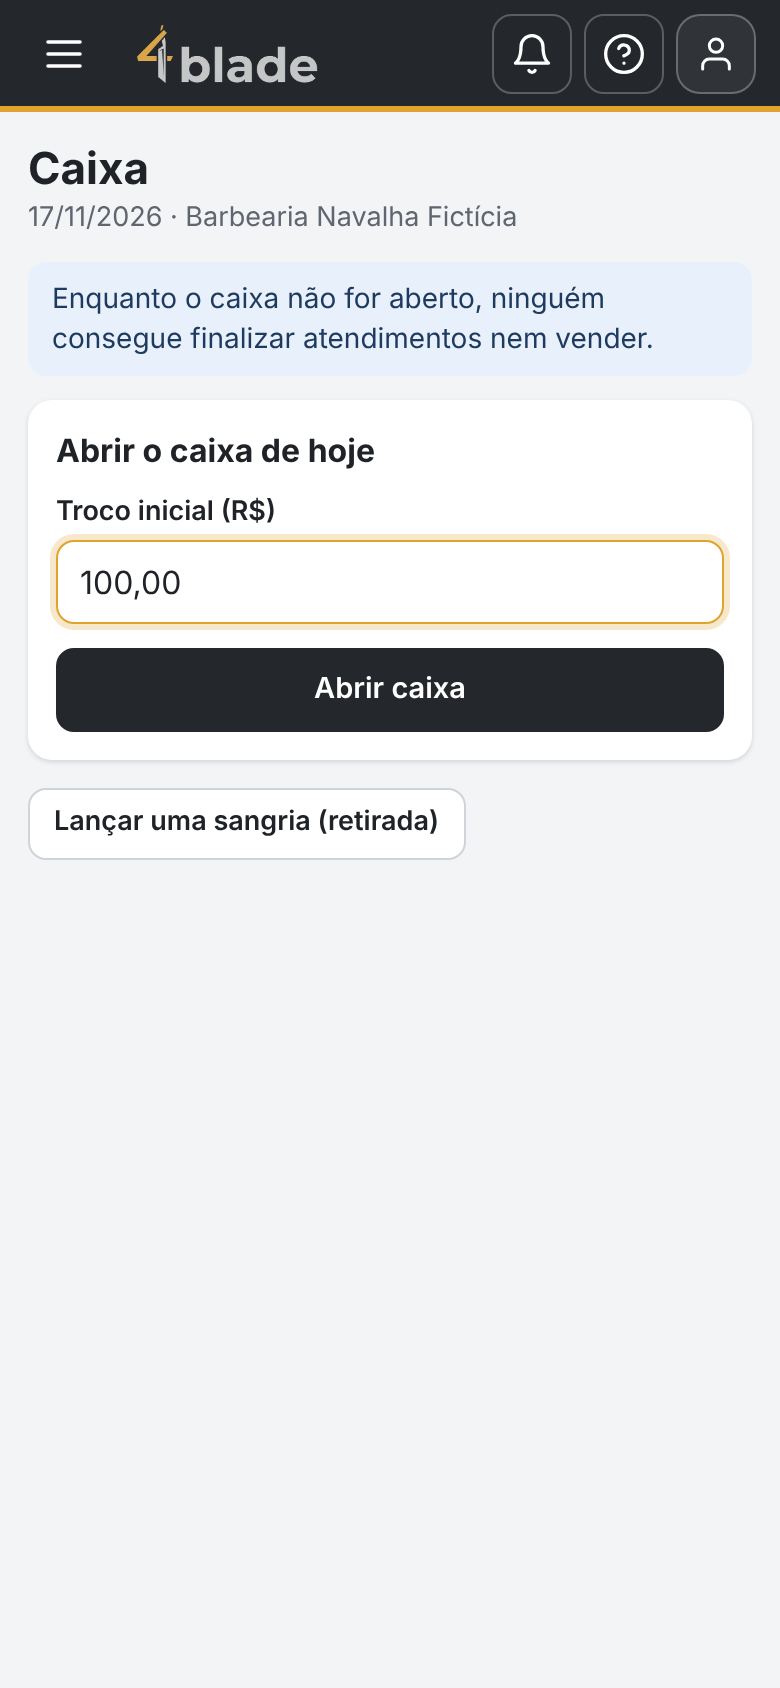 4blade
Caixa
17/11/2026 · Barbearia Navalha Fictícia
Enquanto o caixa não for aberto, ninguém
consegue finalizar atendimentos nem vender.
Abrir o caixa de hoje
Troco inicial (R$)
100,00
Abrir caixa
Lançar uma sangria (retirada)